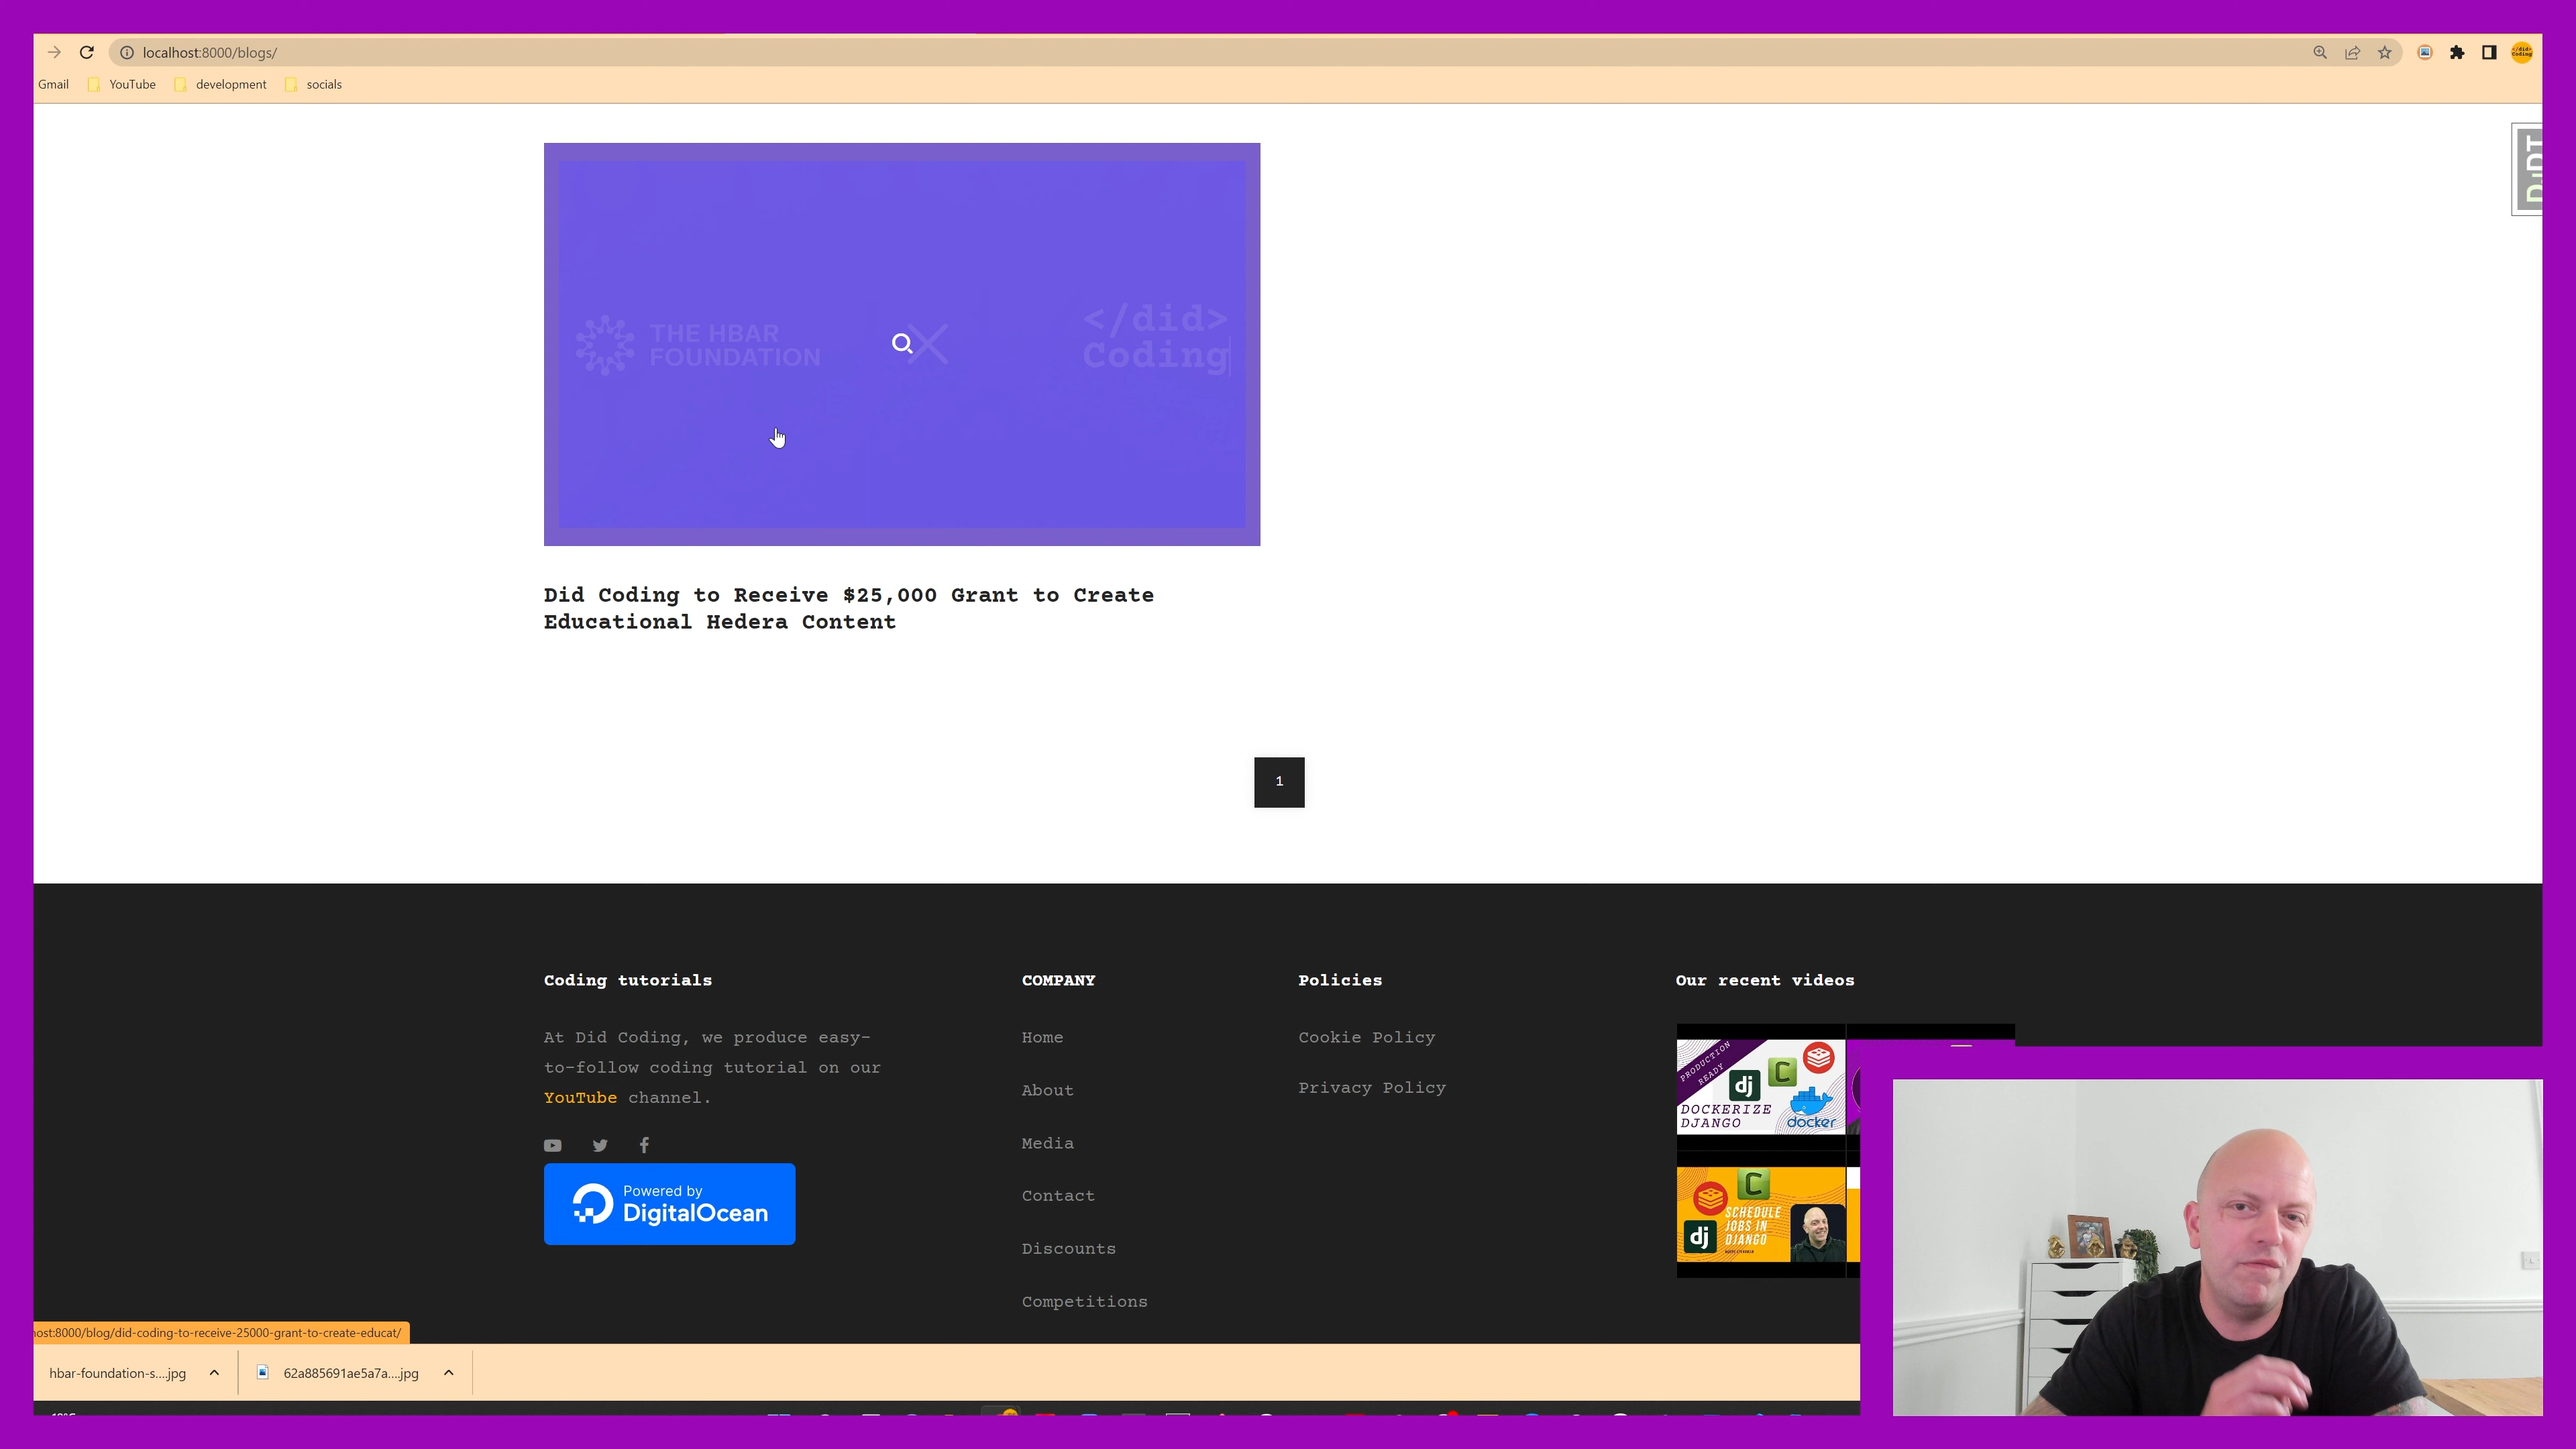 localhost:8000/blogs/
Gmail
YouTube
development
socials
DjDT
THE HBAR
FOUNDATION
</did>
Coding
Did Coding to Receive $25,000 Grant to Create
Educational Hedera Content
1
Coding tutorials
At Did Coding, we produce easy-
to-follow coding tutorial on our
YouTube channel.
Powered by
DigitalOcean
COMPANY
Home
About
Media
Contact
Discounts
Competitions
Policies
Cookie Policy
Privacy Policy
Our recent videos
PRODUCTION
READY
dj
C
DOCKERIZE
DJANGO
docker
C
dj
SCHEDULE
JOBS IN
DJANGO
host:8000/blog/did-coding-to-receive-25000-grant-to-create-educat/
hbar-foundation-s....jpg
62a885691ae5a7a....jpg